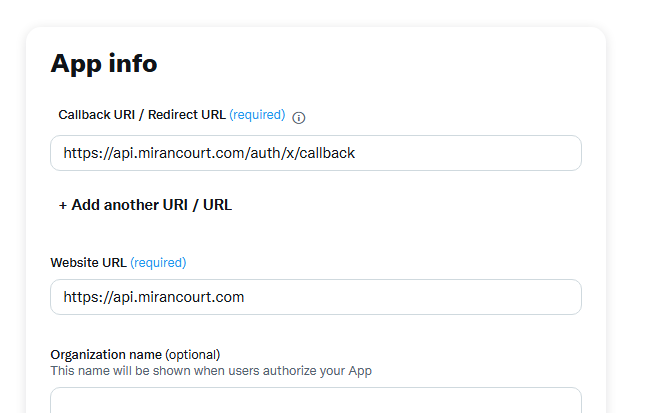 App info
Callback URI / Redirect URL (required)
https://api.mirancourt.com/auth/x/callback
+ Add another URI / URL
Website URL (required)
https://api.mirancourt.com
Organization name (optional)
This name will be shown when users authorize your App